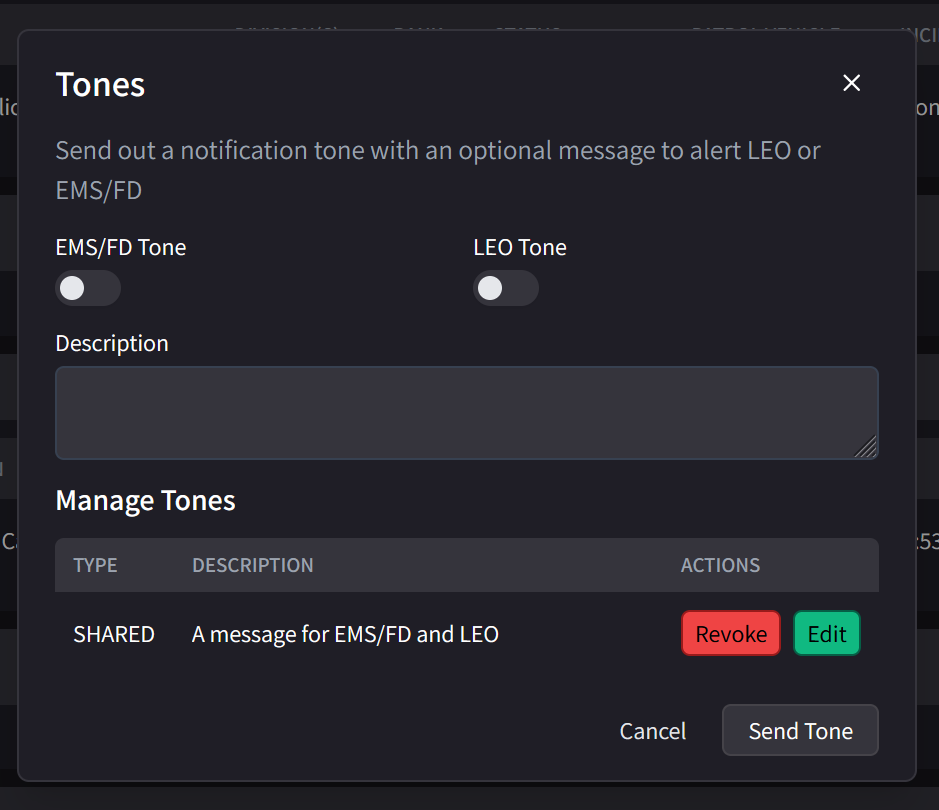 Tones
Send out a notification tone with an optional message to alert LEO or
EMS/FD
EMS/FD Tone
LEO Tone
Description
Manage Tones
TYPE DESCRIPTION ACTIONS
SHARED A message for EMS/FD and LEO Revoke Edit
Cancel Send Tone